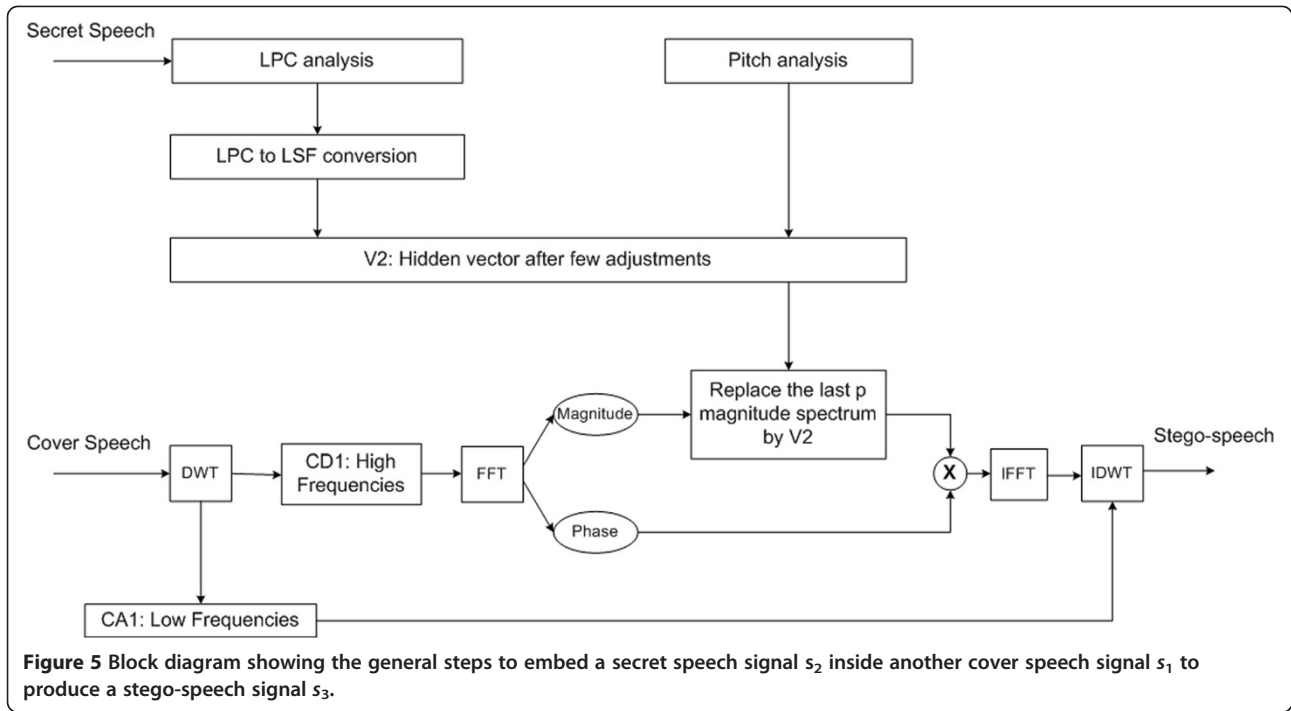 Secret Speech
LPC analysis
Pitch analysis
LPC to LSF conversion
V2: Hidden vector after few adjustments
Replace the last p
magnitude spectrum
by V2
Magnitude
Cover Speech
DWT
CD1: High
Frequencies
FFT
Phase
X
IFFT
IDWT
Stego-speech
CA1: Low Frequencies
Figure 5 Block diagram showing the general steps to embed a secret speech signal s₂ inside another cover speech signal s₁ to
produce a stego-speech signal s₃.